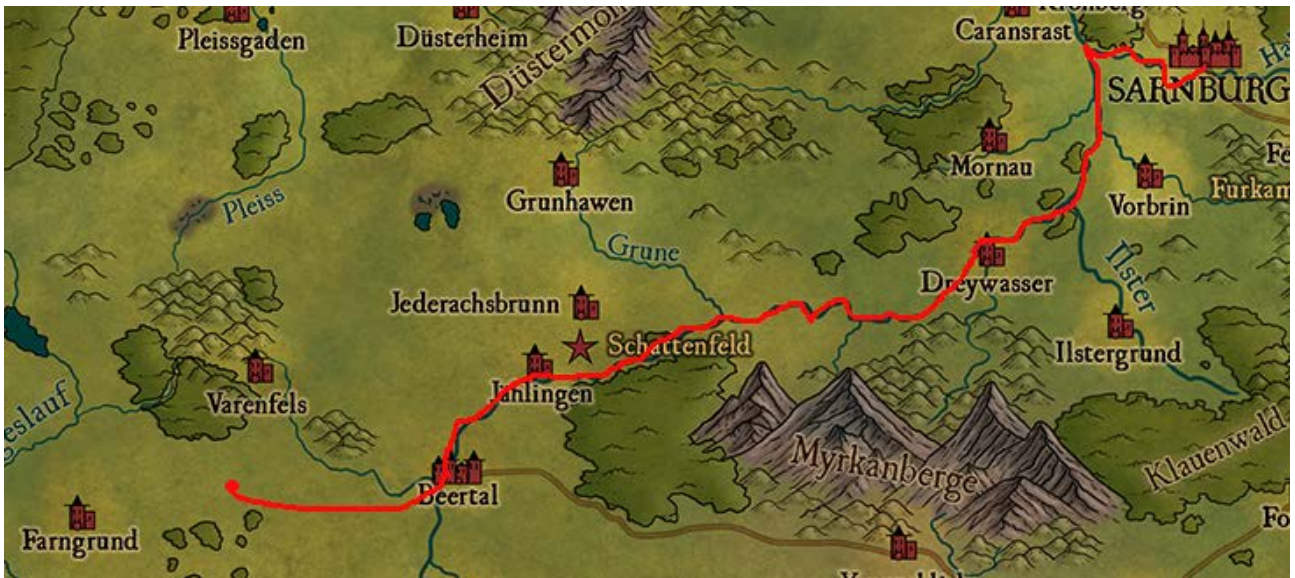 Pleissgaden
Düsterheim
Caransrast
SARNBURG
Pleiss
Grunhawen
Mornau
Vorbrin
Grune
Dreywasser
Ilster
Jederachsbrunn
Schattenfeld
Ilstergrund
Varenfels
Myrkanberge
Klauenwald
Beertal
Farngrund